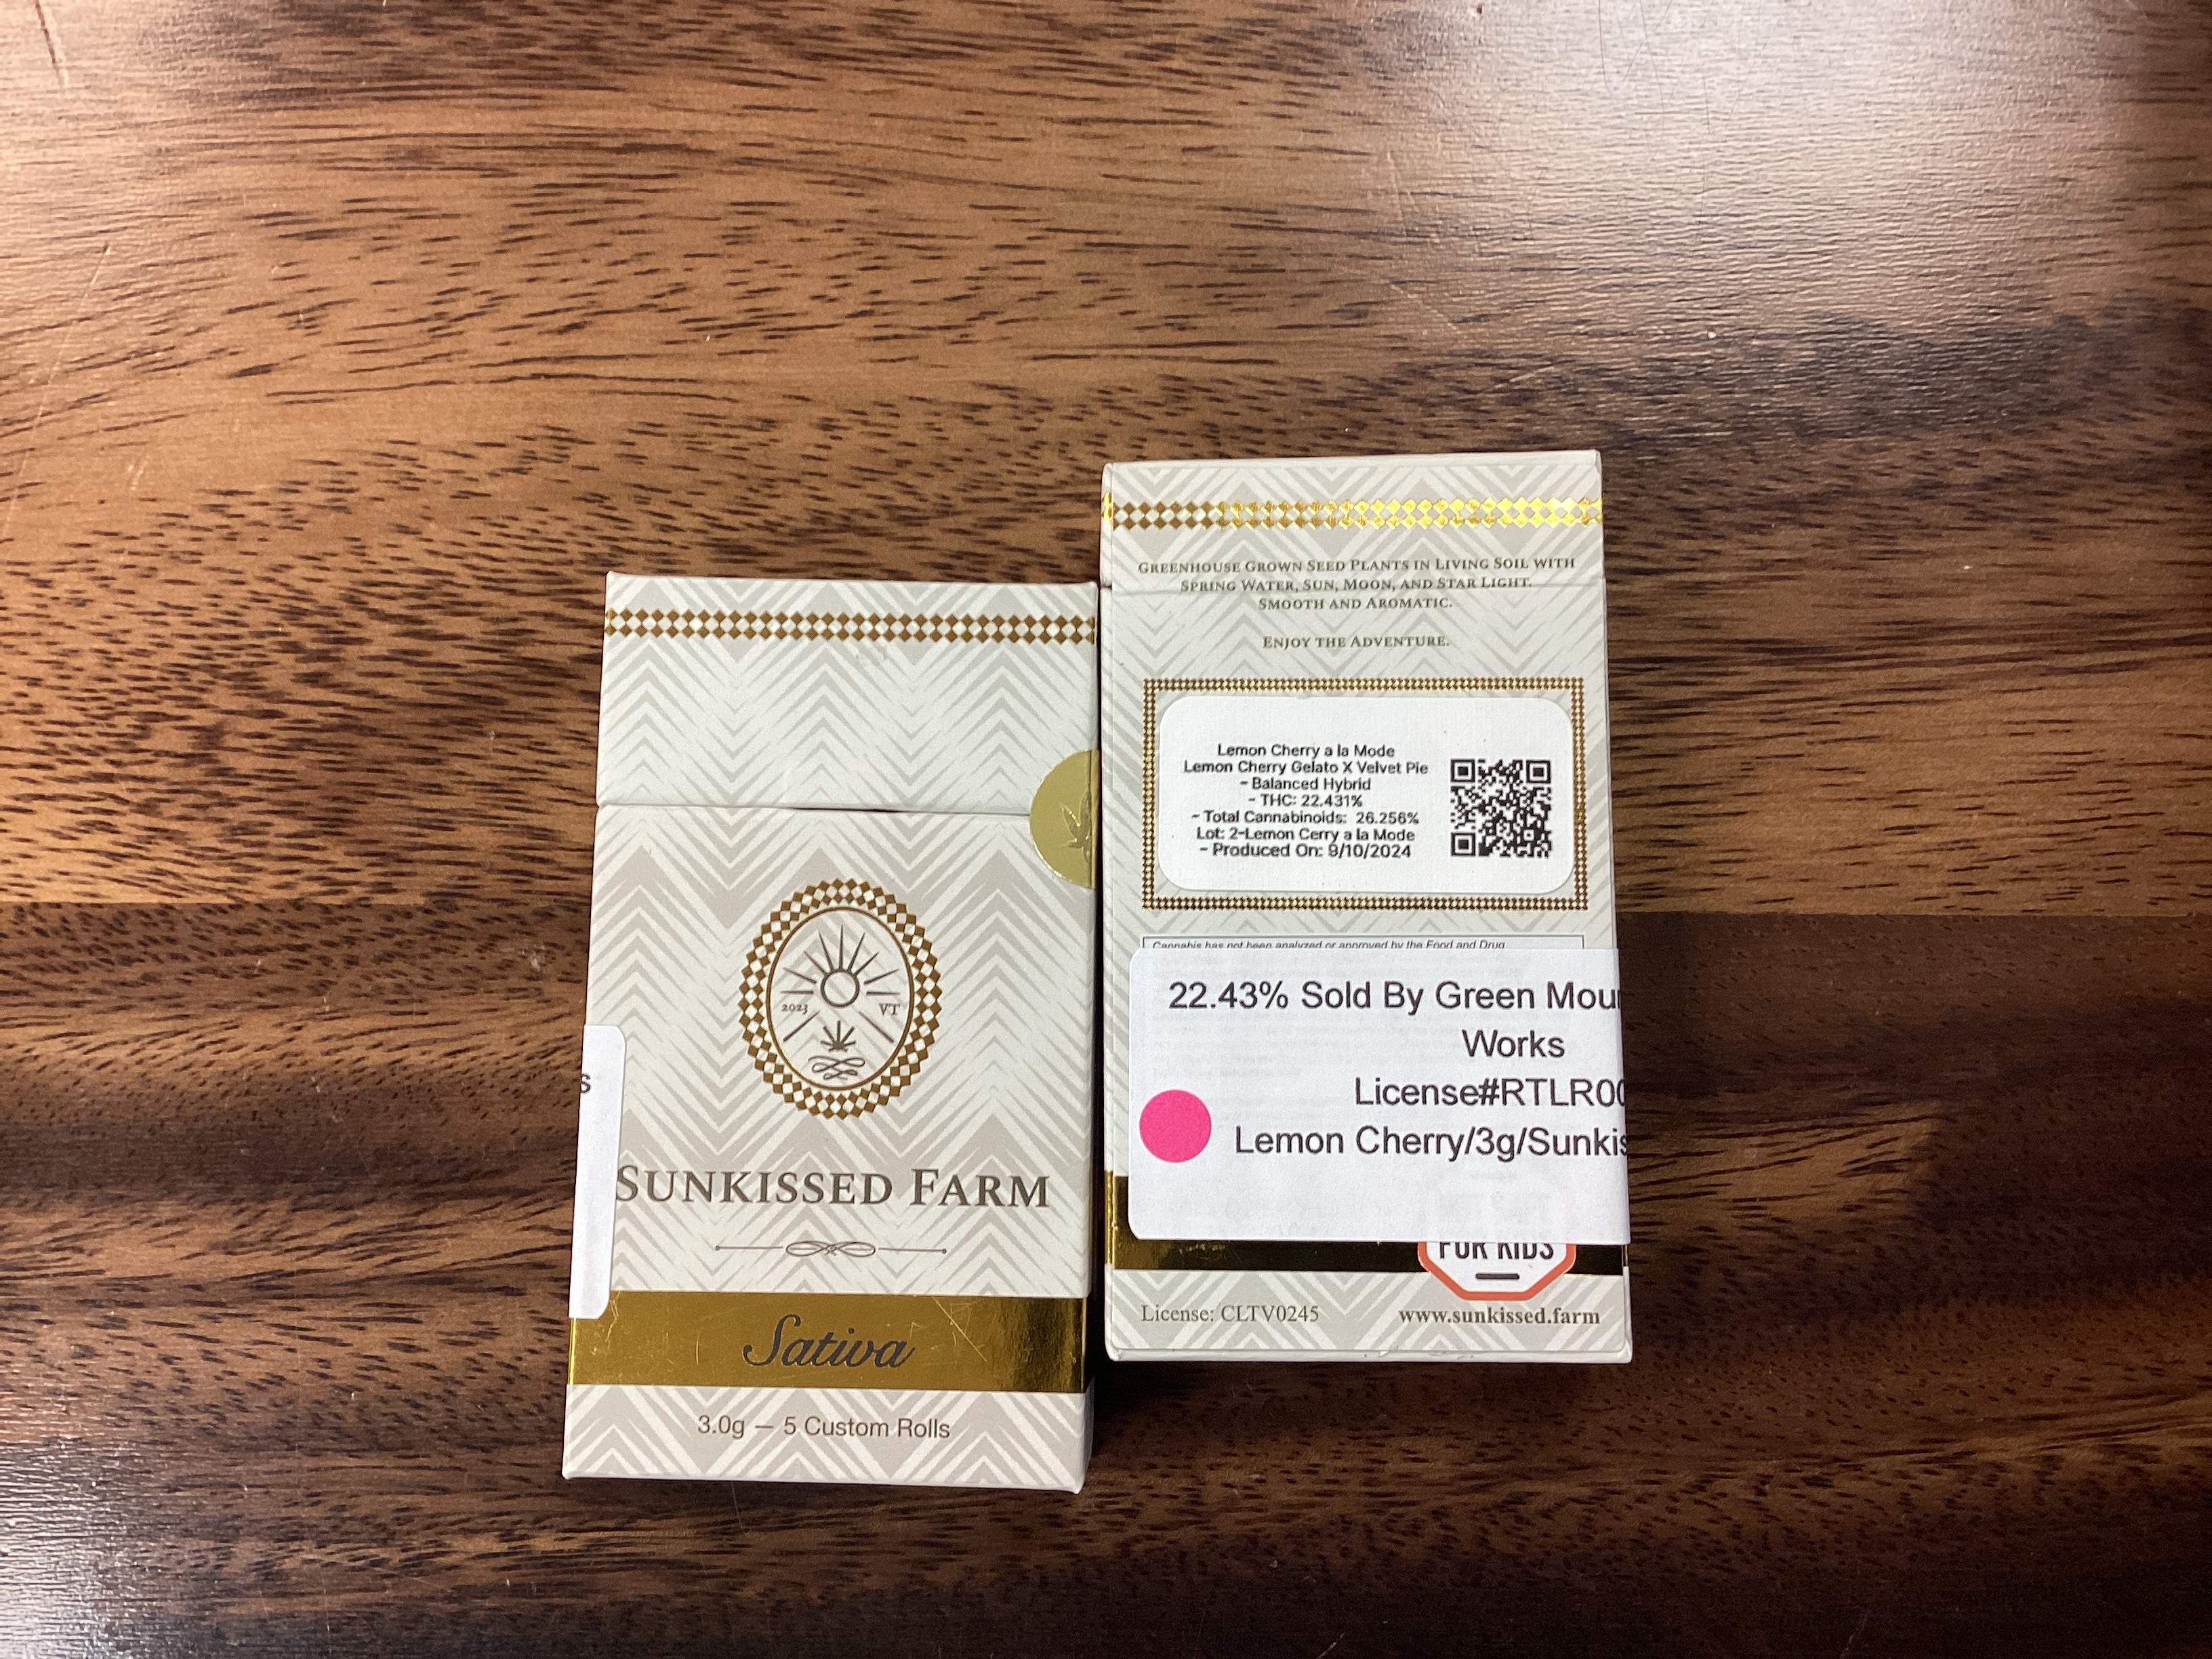 2023 VT
SUNKISSED FARM
Sativa
3.0g — 5 Custom Rolls
GREENHOUSE GROWN SEED PLANTS IN LIVING SOIL WITH
SPRING WATER, SUN, MOON, AND STAR LIGHT.
SMOOTH AND AROMATIC.
ENJOY THE ADVENTURE.
Lemon Cherry a la Mode
Lemon Cherry Gelato X Velvet Pie
- Balanced Hybrid
- THC: 22.431%
- Total Cannabinoids: 26.256%
Lot: 2-Lemon Cerry a la Mode
- Produced On: 9/10/2024
Cannabis has not been analyzed or approved by the Food and Drug
22.43% Sold By Green Mou
Works
License#RTLR00
Lemon Cherry/3g/Sunkis
FOR KIDS
License: CLTV0245
www.sunkissed.farm